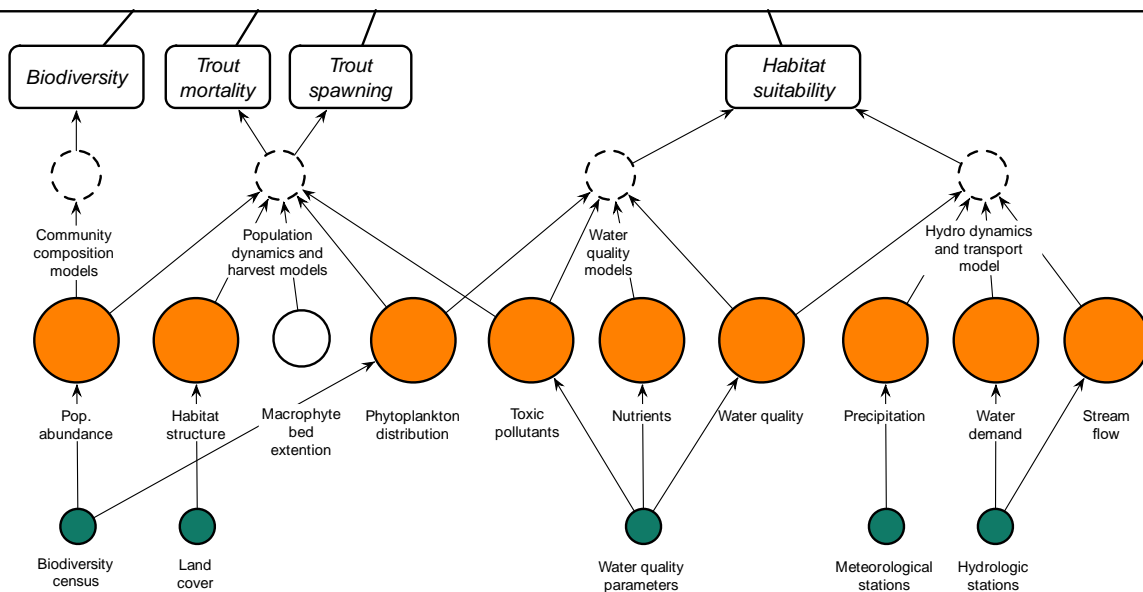 Biodiversity
Trout
mortality
Trout
spawning
Habitat
suitability
Community
composition
models
Population
dynamics and
harvest models
Water
quality
models
Hydro dynamics
and transport
model
Pop.
abundance
Habitat
structure
Macrophyte
bed
extention
Phytoplankton
distribution
Toxic
pollutants
Nutrients
Water quality
Precipitation
Water
demand
Stream
flow
Biodiversity
census
Land
cover
Water quality
parameters
Meteorological
stations
Hydrologic
stations